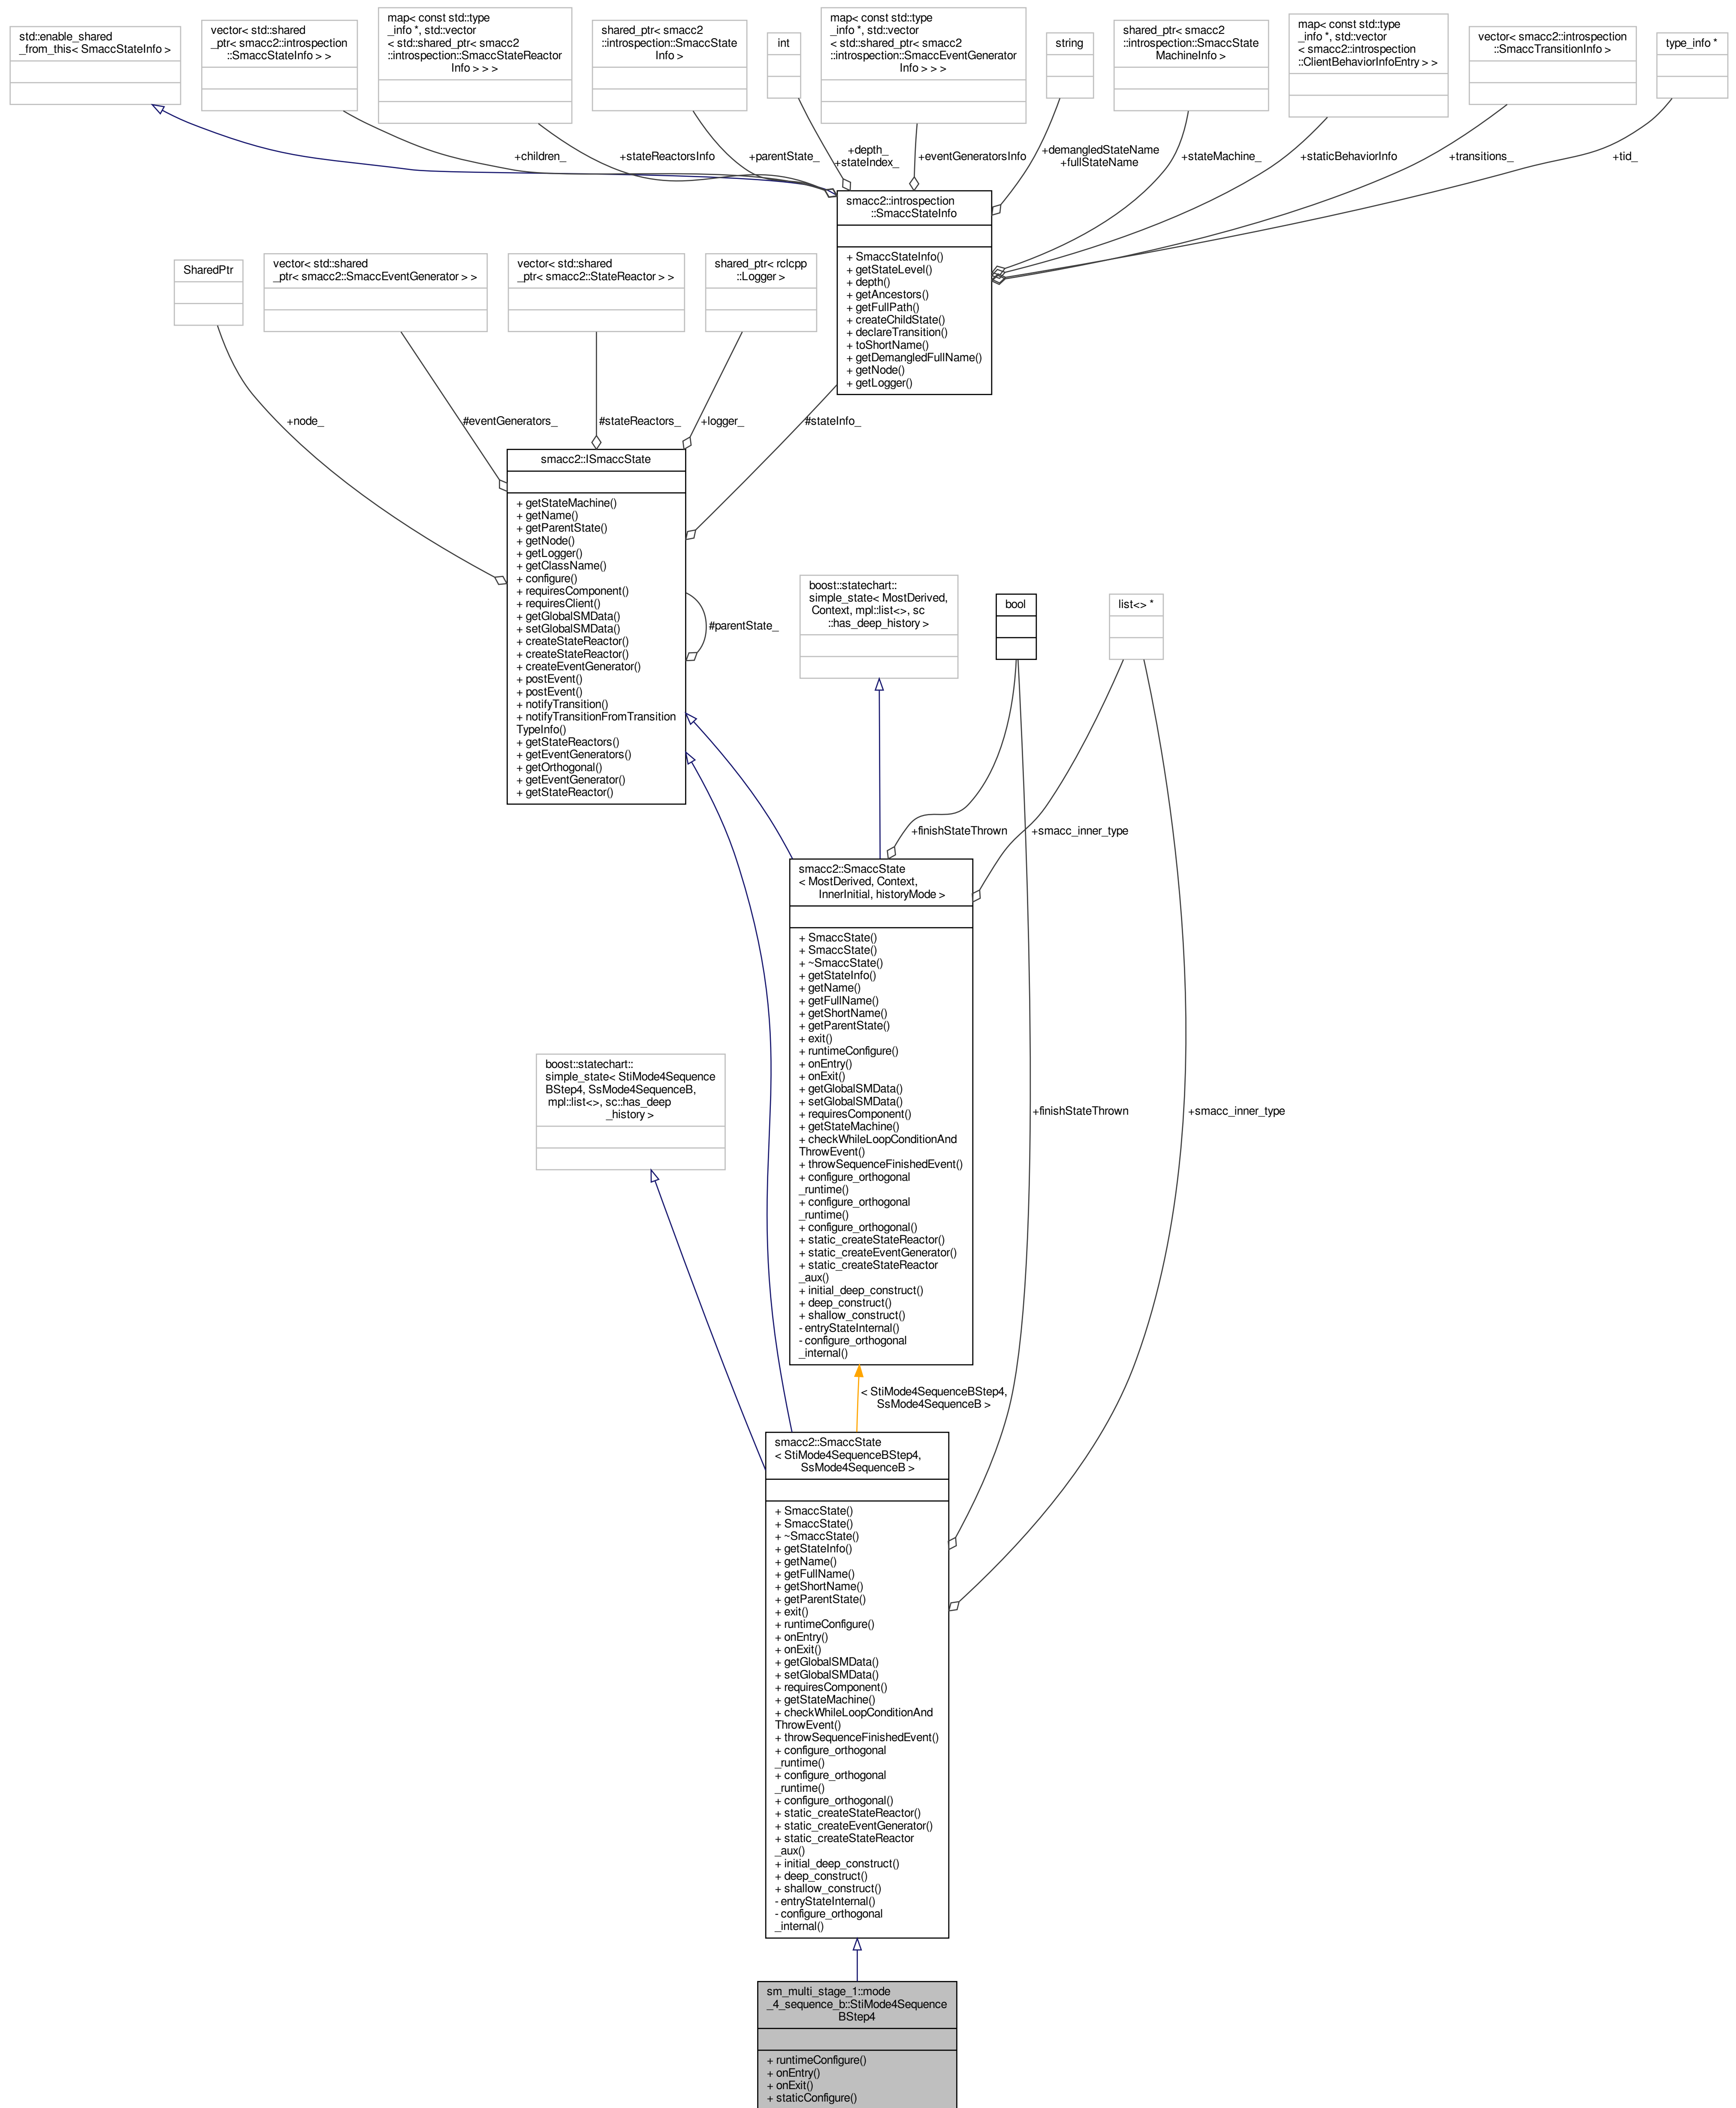 std::enable_shared
_from_this< SmaccStateInfo >
vector< std::shared
_ptr< smacc2::introspection
::SmaccStateInfo > >
map< const std::type
_info *, std::vector
< std::shared_ptr< smacc2
::introspection::SmaccStateReactor
Info > > >
shared_ptr< smacc2
::introspection::SmaccState
Info >
int
map< const std::type
_info *, std::vector
< std::shared_ptr< smacc2
::introspection::SmaccEventGenerator
Info > > >
string
shared_ptr< smacc2
::introspection::SmaccState
MachineInfo >
map< const std::type
_info *, std::vector
< smacc2::introspection
::ClientBehaviorInfoEntry > >
vector< smacc2::introspection
::SmaccTransitionInfo >
type_info *
+children_
+stateReactorsInfo
+parentState_
+depth_
+stateIndex_
+eventGeneratorsInfo
+demangledStateName
+fullStateName
+stateMachine_
+staticBehaviorInfo
+transitions_
+tid_
smacc2::introspection
::SmaccStateInfo
+ SmaccStateInfo()
+ getStateLevel()
+ depth()
+ getAncestors()
+ getFullPath()
+ createChildState()
+ declareTransition()
+ toShortName()
+ getDemangledFullName()
+ getNode()
+ getLogger()
SharedPtr
vector< std::shared
_ptr< smacc2::SmaccEventGenerator > >
vector< std::shared
_ptr< smacc2::StateReactor > >
shared_ptr< rclcpp
::Logger >
+node_
#eventGenerators_
#stateReactors_
+logger_
#stateInfo_
smacc2::ISmaccState
+ getStateMachine()
+ getName()
+ getParentState()
+ getNode()
+ getLogger()
+ getClassName()
+ configure()
+ requiresComponent()
+ requiresClient()
+ getGlobalSMData()
+ setGlobalSMData()
+ createStateReactor()
+ createStateReactor()
+ createEventGenerator()
+ postEvent()
+ postEvent()
+ notifyTransition()
+ notifyTransitionFromTransition
TypeInfo()
+ getStateReactors()
+ getEventGenerators()
+ getOrthogonal()
+ getEventGenerator()
+ getStateReactor()
#parentState_
boost::statechart::
simple_state< MostDerived,
Context, mpl::list<>, sc
::has_deep_history >
bool
list<> *
+finishStateThrown
+smacc_inner_type
smacc2::SmaccState
< MostDerived, Context,
InnerInitial, historyMode >
+ SmaccState()
+ SmaccState()
+ ~SmaccState()
+ getStateInfo()
+ getName()
+ getFullName()
+ getShortName()
+ getParentState()
+ exit()
+ runtimeConfigure()
+ onEntry()
+ onExit()
+ getGlobalSMData()
+ setGlobalSMData()
+ requiresComponent()
+ getStateMachine()
+ checkWhileLoopConditionAnd
ThrowEvent()
+ throwSequenceFinishedEvent()
+ configure_orthogonal
_runtime()
+ configure_orthogonal
_runtime()
+ configure_orthogonal()
+ static_createStateReactor()
+ static_createEventGenerator()
+ static_createStateReactor
_aux()
+ initial_deep_construct()
+ deep_construct()
+ shallow_construct()
- entryStateInternal()
- configure_orthogonal
_internal()
boost::statechart::
simple_state< StiMode4Sequence
BStep4, SsMode4SequenceB,
mpl::list<>, sc::has_deep
_history >
+finishStateThrown
+smacc_inner_type
< StiMode4SequenceBStep4,
SsMode4SequenceB >
smacc2::SmaccState
< StiMode4SequenceBStep4,
SsMode4SequenceB >
+ SmaccState()
+ SmaccState()
+ ~SmaccState()
+ getStateInfo()
+ getName()
+ getFullName()
+ getShortName()
+ getParentState()
+ exit()
+ runtimeConfigure()
+ onEntry()
+ onExit()
+ getGlobalSMData()
+ setGlobalSMData()
+ requiresComponent()
+ getStateMachine()
+ checkWhileLoopConditionAnd
ThrowEvent()
+ throwSequenceFinishedEvent()
+ configure_orthogonal
_runtime()
+ configure_orthogonal
_runtime()
+ configure_orthogonal()
+ static_createStateReactor()
+ static_createEventGenerator()
+ static_createStateReactor
_aux()
+ initial_deep_construct()
+ deep_construct()
+ shallow_construct()
- entryStateInternal()
- configure_orthogonal
_internal()
sm_multi_stage_1::mode
_4_sequence_b::StiMode4Sequence
BStep4
+ runtimeConfigure()
+ onEntry()
+ onExit()
+ staticConfigure()